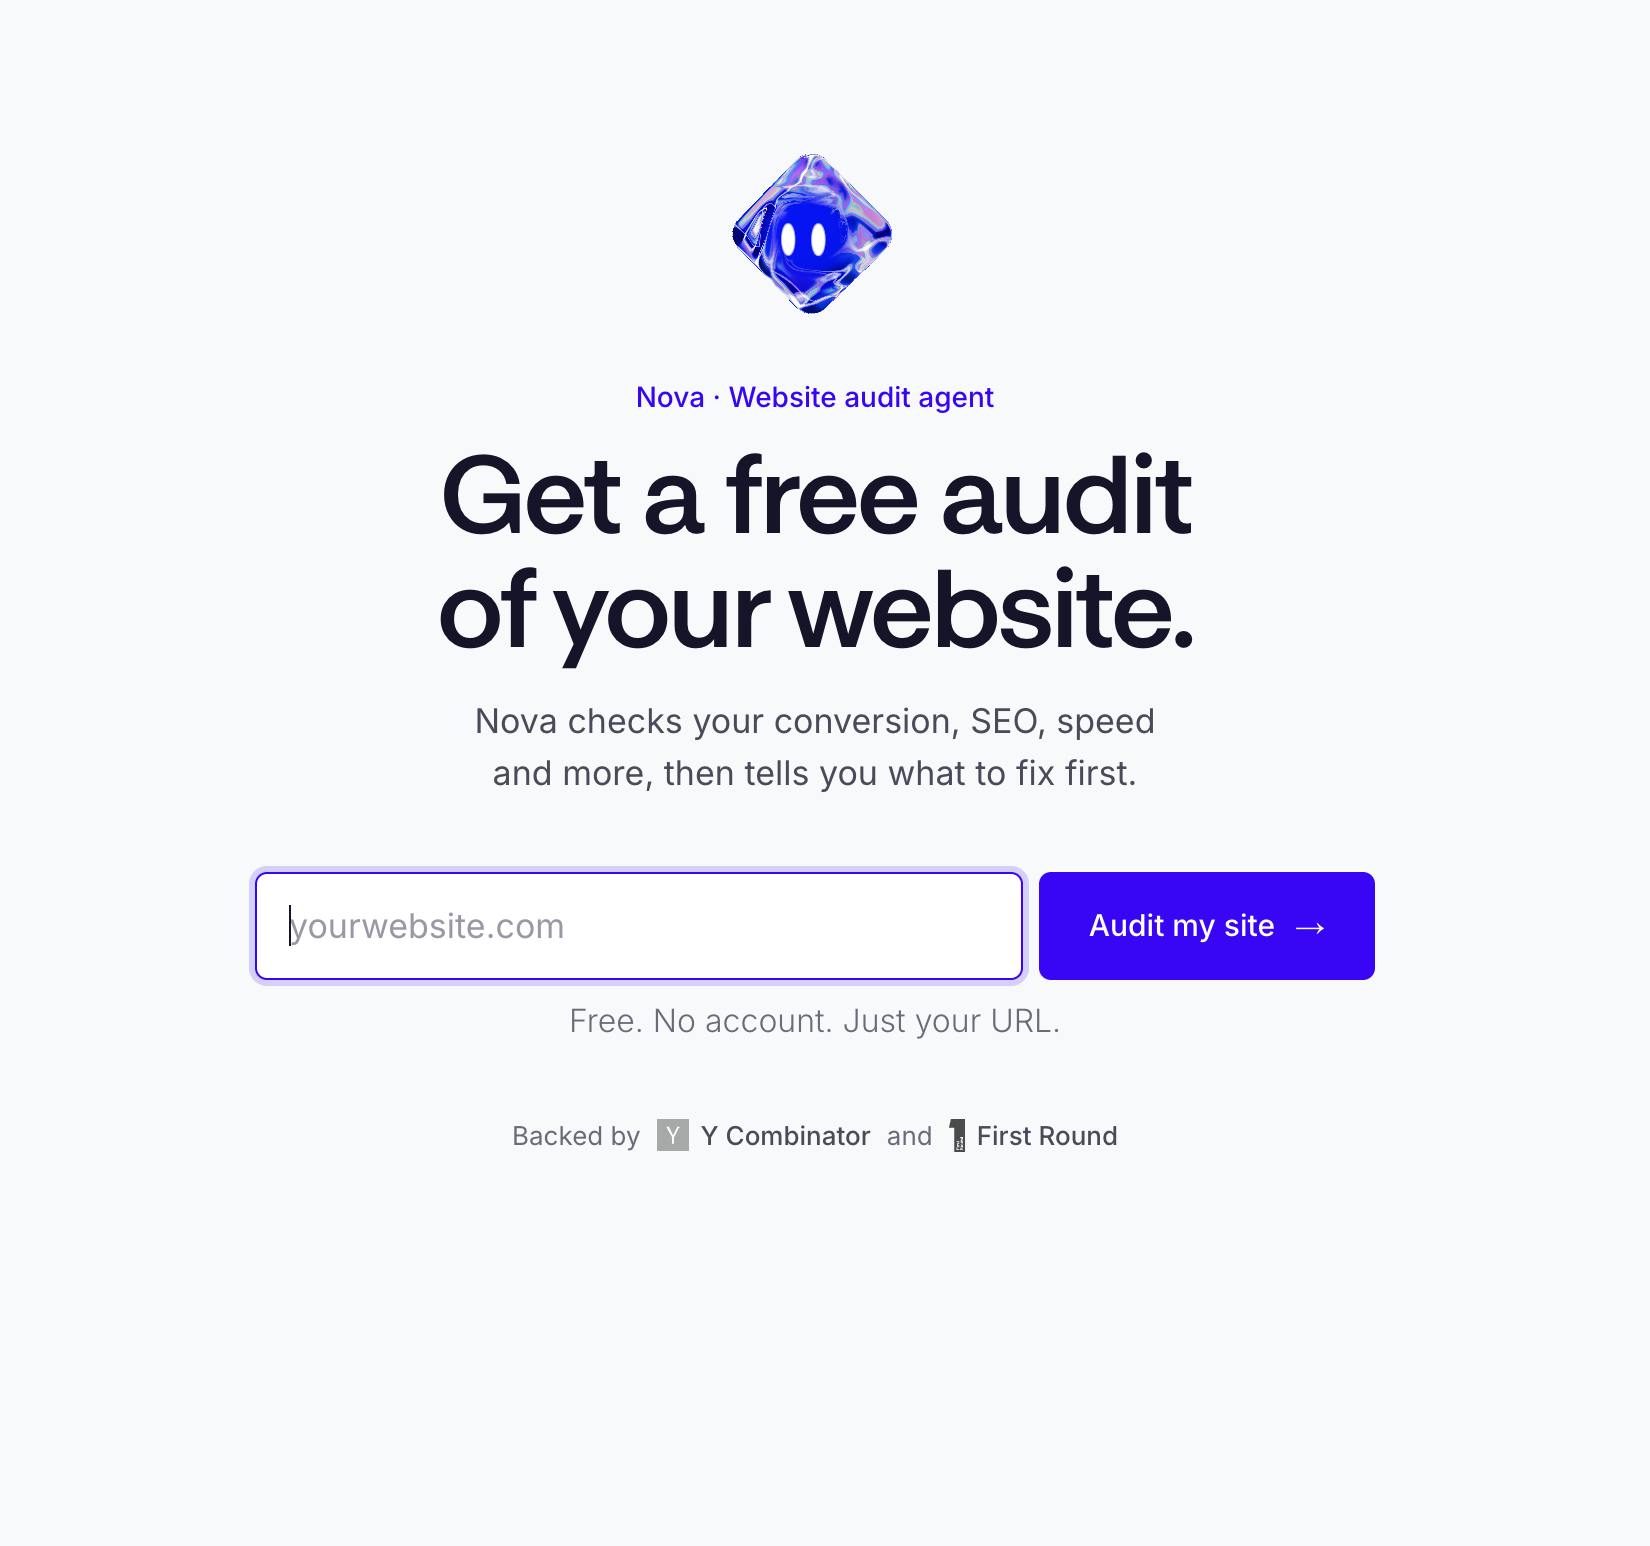 Nova · Website audit agent
Get a free audit
of your website.
Nova checks your conversion, SEO, speed
and more, then tells you what to fix first.
yourwebsite.com
Audit my site →
Free. No account. Just your URL.
Backed by Y Y Combinator and 1 First Round